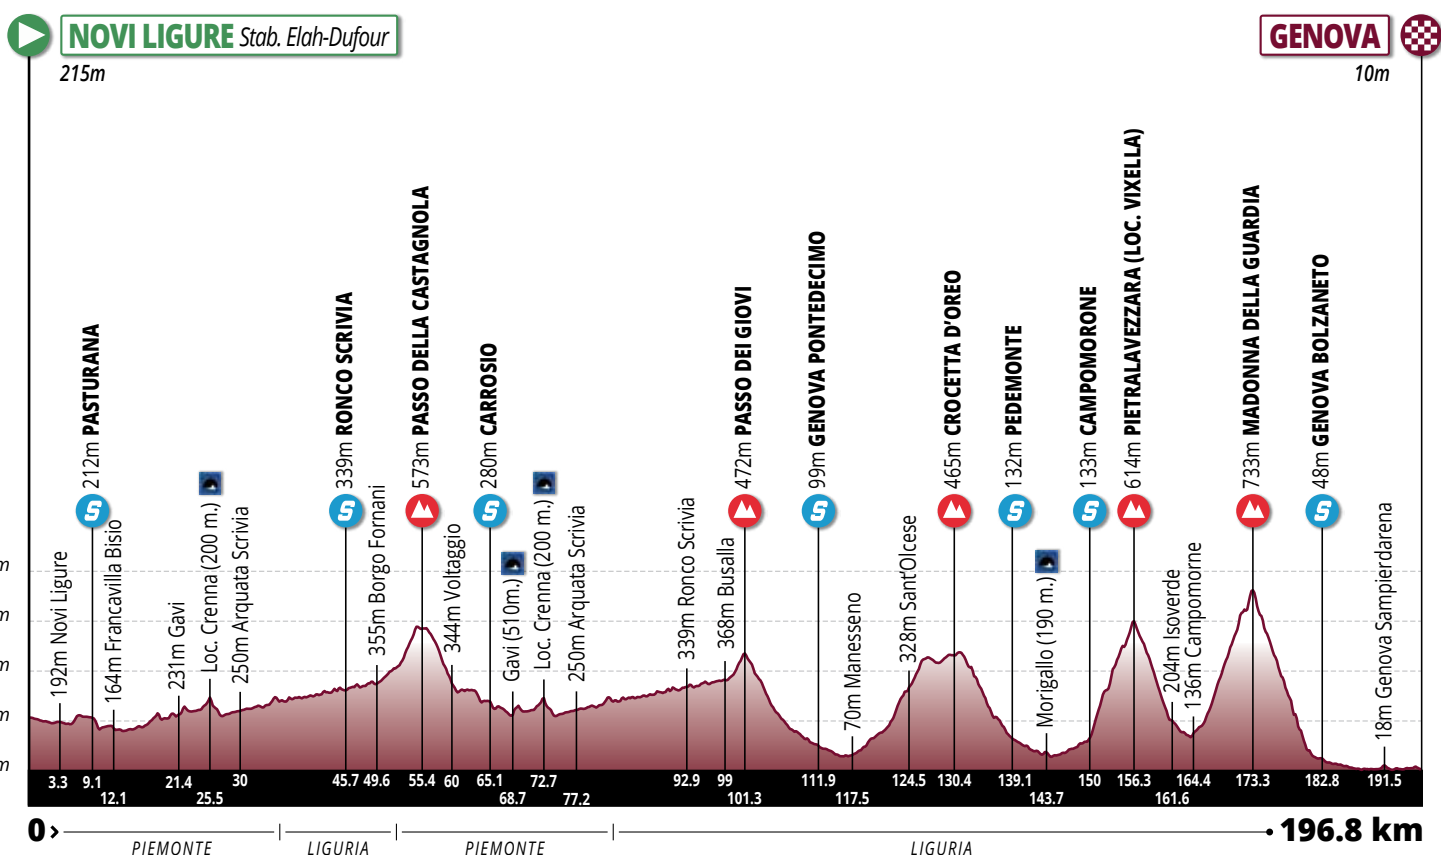 NOVI LIGURE Stab. Elah-Dufour
215m
GENOVA
10m
192m Novi Ligure
S
212m PASTURANA
164m Francavilla Bisio
231m Gavi
Loc. Crenna (200 m.)
250m Arquata Scrivia
S
339m RONCO SCRIVIA
355m Borgo Fornani
573m PASSO DELLA CASTAGNOLA
344m Voltaggio
S
280m CARROSIO
Gavi (510m.)
Loc. Crenna (200 m.)
250m Arquata Scrivia
339m Ronco Scrivia
368m Busalla
472m PASSO DEI GIOVI
S
99m GENOVA PONTEDECIMO
70m Manesseno
328m Sant'Olcese
465m CROCETTA D'OREO
S
132m PEDEMONTE
Morigallo (190 m.)
S
133m CAMPOMORONE
614m PIETRALAVEZZARA (LOC. VIXELLA)
204m Isoverde
136m Campomorne
733m MADONNA DELLA GUARDIA
S
48m GENOVA BOLZANETO
18m Genova Sampierdarena
m
m
m
m
m
3.3 9.1 21.4 30 45.7 49.6 55.4 60 65.1 72.7 92.9 99 111.9 124.5 130.4 139.1 150 156.3 164.4 173.3 182.8 191.5
12.1 25.5 68.7 77.2 101.3 117.5 143.7 161.6
0 196.8 km
PIEMONTE LIGURIA PIEMONTE LIGURIA